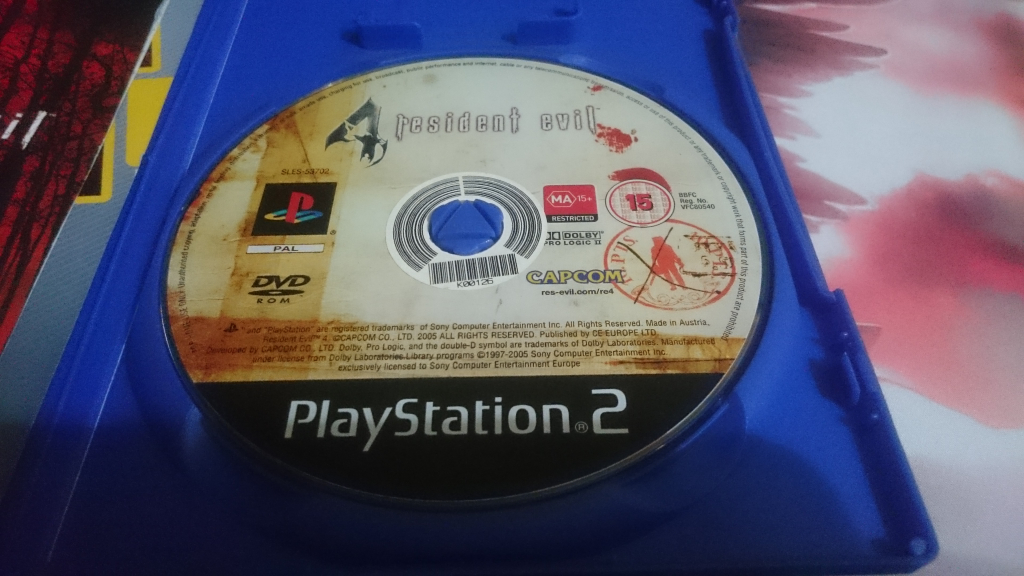 4 resident evil
SLES-53702
PAL
DVD
ROM
MA 15+
RESTRICTED
DOLBY
PRO LOGIC II
15
BBFC
Reg. No.
VFC80540
CAPCOM
res-evil.com/re4
K00126
and "PlayStation" are registered trademarks of Sony Computer Entertainment Inc. All Rights Reserved. Made in Austria.
Resident Evil™ 4. ©CAPCOM CO., LTD. 2005 ALL RIGHTS RESERVED. Published by CE EUROPE LTD.
Developed by CAPCOM CO., LTD. Dolby, Pro Logic, and the double-D symbol are trademarks of Dolby Laboratories. Manufactured
under license from Dolby Laboratories. Library programs ©1997-2005 Sony Computer Entertainment Inc.
exclusively licensed to Sony Computer Entertainment Europe
PlayStation®2